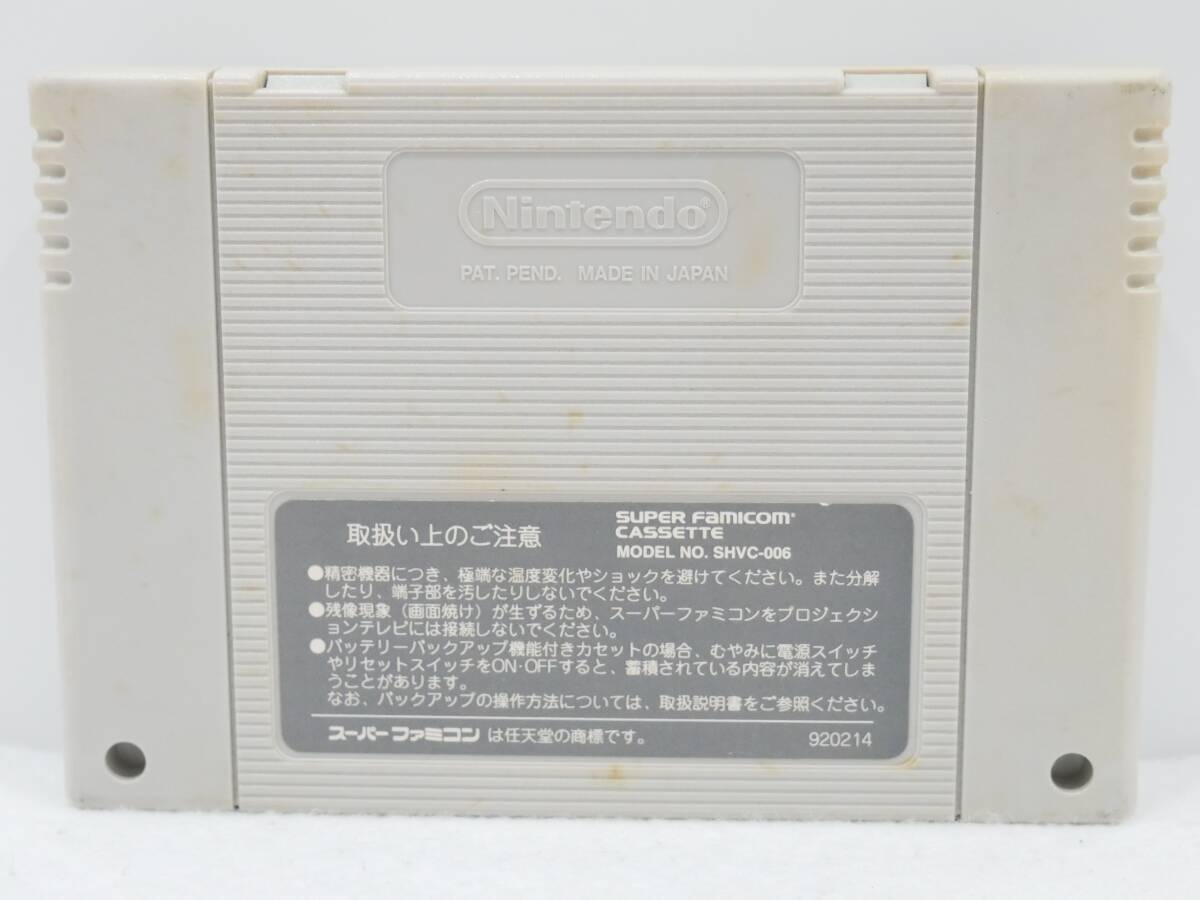 Nintendo®
PAT. PEND. MADE IN JAPAN
取扱い上のご注意
SUPER FAMICOM
CASSETTE
MODEL NO. SHVC-006
●精密機器につき、極端な温度変化やショックを避けてください。また分解
したり、端子部を汚したりしないでください。
●残像現象（画面焼け）が生ずるため、スーパーファミコンをプロジェクシ
ョンテレビには接続しないでください。
●バッテリーバックアップ機能付きカセットの場合、むやみに電源スイッチ
やリセットスイッチをON・OFFすると、蓄積されている内容が消えてしま
うことがあります。
なお、バックアップの操作方法については、取扱説明書をご参照ください。
スーパーファミコンは任天堂の商標です。
920214